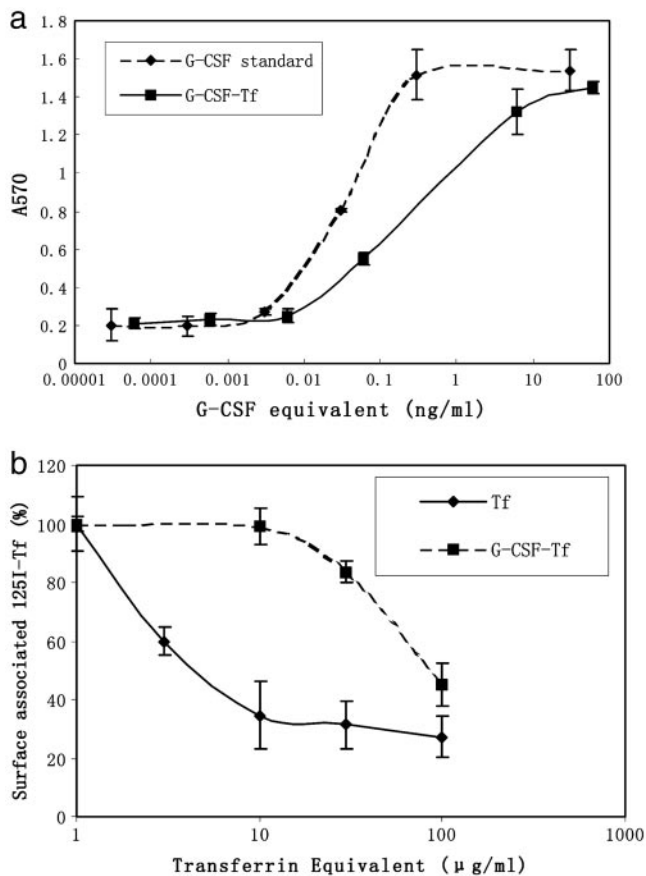 a
G-CSF standard
G-CSF-Tf
1.8
1.6
1.4
1.2
1
0.8
0.6
0.4
0.2
0
A570
0.00001 0.0001 0.001 0.01 0.1 1 10 100
G-CSF equivalent (ng/ml)
b
Tf
G-CSF-Tf
120
100
80
60
40
20
0
Surface associated 125I-Tf (%)
1 10 100 1000
Transferrin Equivalent (μg/ml)